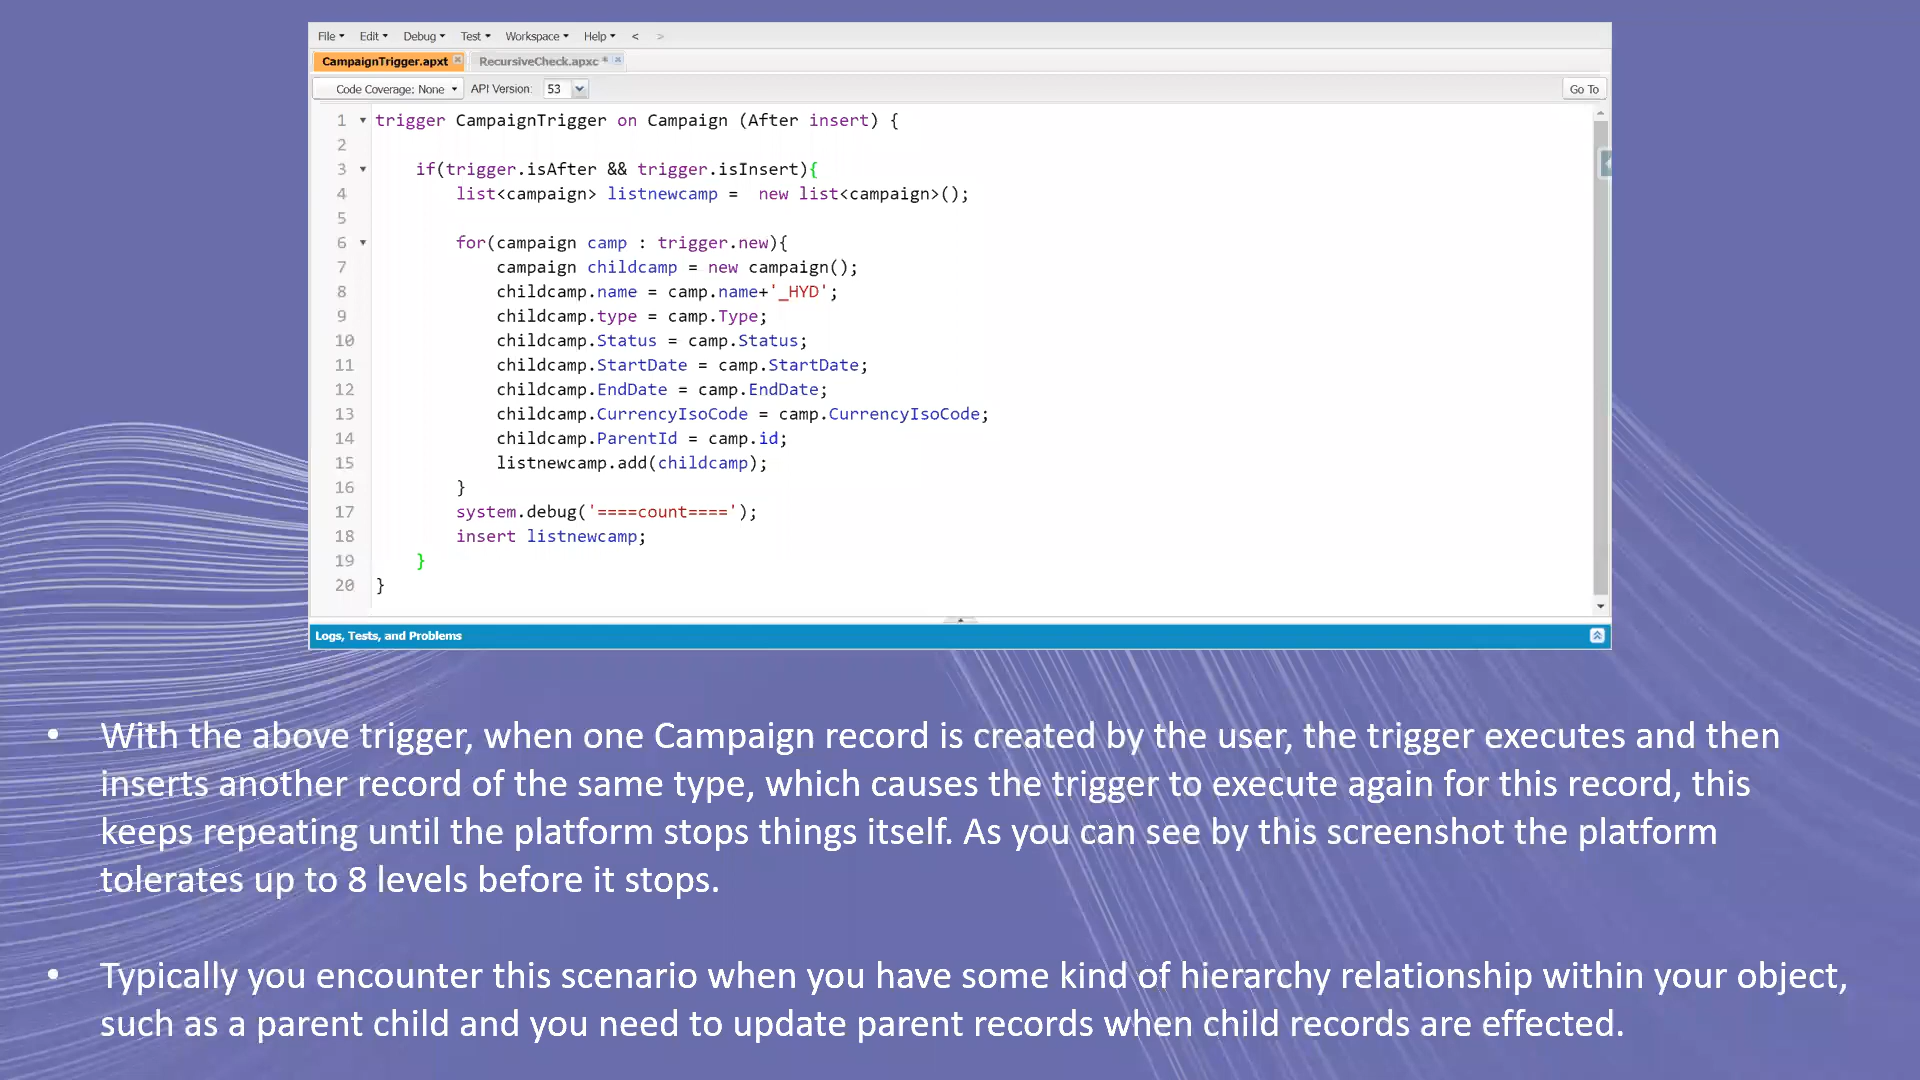 File Edit Debug Test Workspace Help < >
CampaignTrigger.apxt RecursiveCheck.apxc *
Code Coverage: None API Version: 53 Go To
1 trigger CampaignTrigger on Campaign (After insert) {
2
3 if(trigger.isAfter && trigger.isInsert){
4 list<campaign> listnewcamp = new list<campaign>();
5
6 for(campaign camp : trigger.new){
7 campaign childcamp = new campaign();
8 childcamp.name = camp.name+'_HYD';
9 childcamp.type = camp.Type;
10 childcamp.Status = camp.Status;
11 childcamp.StartDate = camp.StartDate;
12 childcamp.EndDate = camp.EndDate;
13 childcamp.CurrencyIsoCode = camp.CurrencyIsoCode;
14 childcamp.ParentId = camp.id;
15 listnewcamp.add(childcamp);
16 }
17 system.debug('====count====');
18 insert listnewcamp;
19 }
20 }
Logs, Tests, and Problems
• With the above trigger, when one Campaign record is created by the user, the trigger executes and then
inserts another record of the same type, which causes the trigger to execute again for this record, this
keeps repeating until the platform stops things itself. As you can see by this screenshot the platform
tolerates up to 8 levels before it stops.
• Typically you encounter this scenario when you have some kind of hierarchy relationship within your object,
such as a parent child and you need to update parent records when child records are effected.